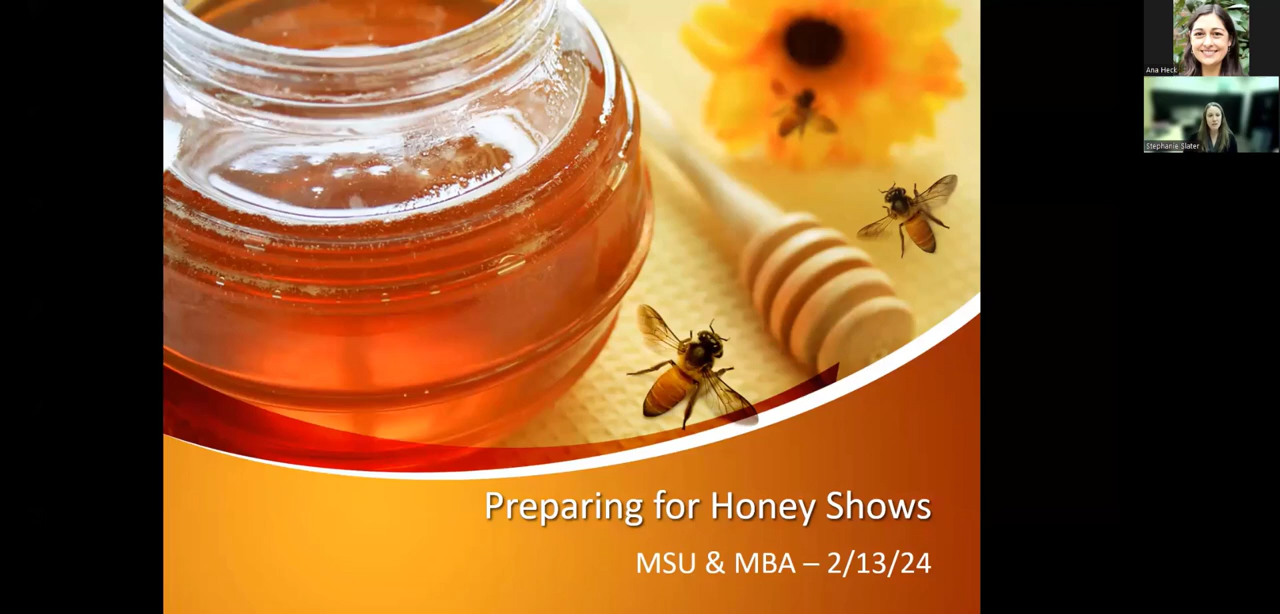 Ana Heck
Stephanie Slater
Preparing for Honey Shows
MSU & MBA – 2/13/24